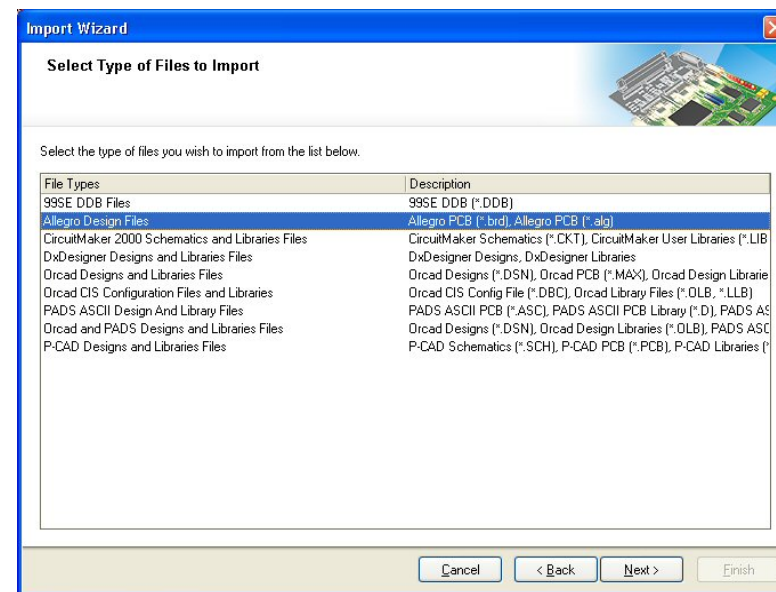 Import Wizard
Select Type of Files to Import
Select the type of files you wish to import from the list below.
File Types Description
99SE DDB Files 99SE DDB (*.DDB)
Allegro Design Files Allegro PCB (*.brd), Allegro PCB (*.alg)
CircuitMaker 2000 Schematics and Libraries Files CircuitMaker Schematics (*.CKT), CircuitMaker User Libraries (*.LIB
DxDesigner Designs and Libraries Files DxDesigner Designs, DxDesigner Libraries
Orcad Designs and Libraries Files Orcad Designs (*.DSN), Orcad PCB (*.MAX), Orcad Design Librarie
Orcad CIS Configuration Files and Libraries Orcad CIS Config File (*.DBC), Orcad Library Files (*.OLB, *.LLB)
PADS ASCII Design And Library Files PADS ASCII PCB (*.ASC), PADS ASCII PCB Library (*.D), PADS AS
Orcad and PADS Designs and Libraries Files Orcad Designs (*.DSN), Orcad Design Libraries (*.OLB), PADS ASC
P-CAD Designs and Libraries Files P-CAD Schematics (*.SCH), P-CAD PCB (*.PCB), P-CAD Libraries (*
Cancel < Back Next > Finish